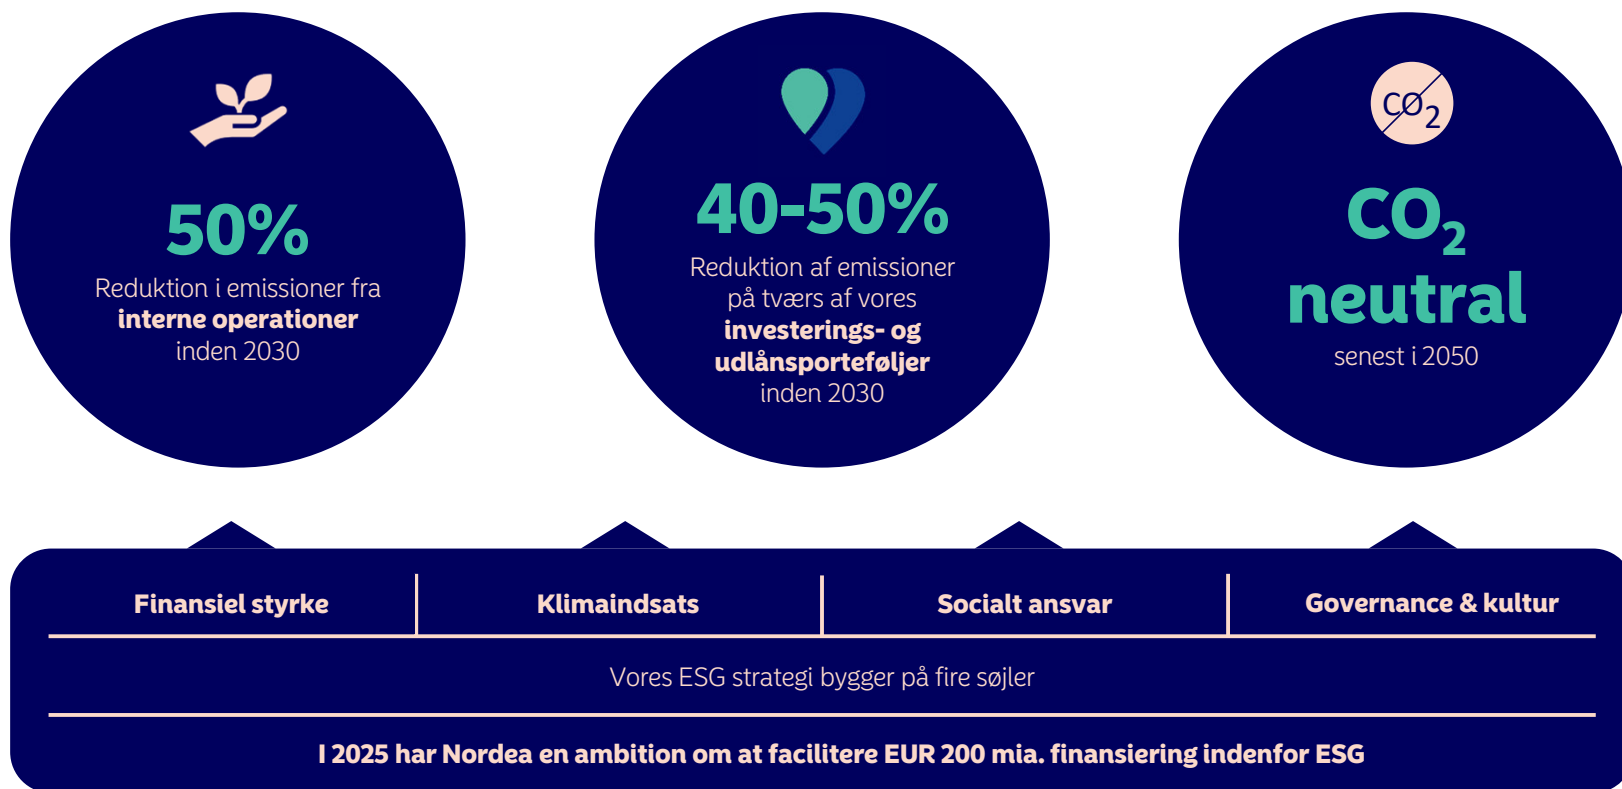 50%
Reduktion i emissioner fra
interne operationer
inden 2030
40-50%
Reduktion af emissioner
på tværs af vores
investerings- og
udlånsporteføljer
inden 2030
CO2
CO2
neutral
senest i 2050
Finansiel styrke
Klimaindsats
Socialt ansvar
Governance & kultur
Vores ESG strategi bygger på fire søjler
I 2025 har Nordea en ambition om at facilitere EUR 200 mia. finansiering indenfor ESG